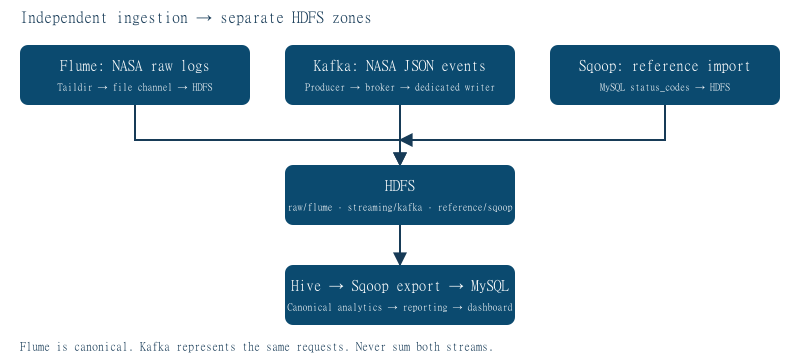 Independent ingestion → separate HDFS zones
Flume: NASA raw logs
Taildir → file channel → HDFS
Kafka: NASA JSON events
Producer → broker → dedicated writer
Sqoop: reference import
MySQL status_codes → HDFS
HDFS
raw/flume · streaming/kafka · reference/sqoop
Hive → Sqoop export → MySQL
Canonical analytics → reporting → dashboard
Flume is canonical. Kafka represents the same requests. Never sum both streams.